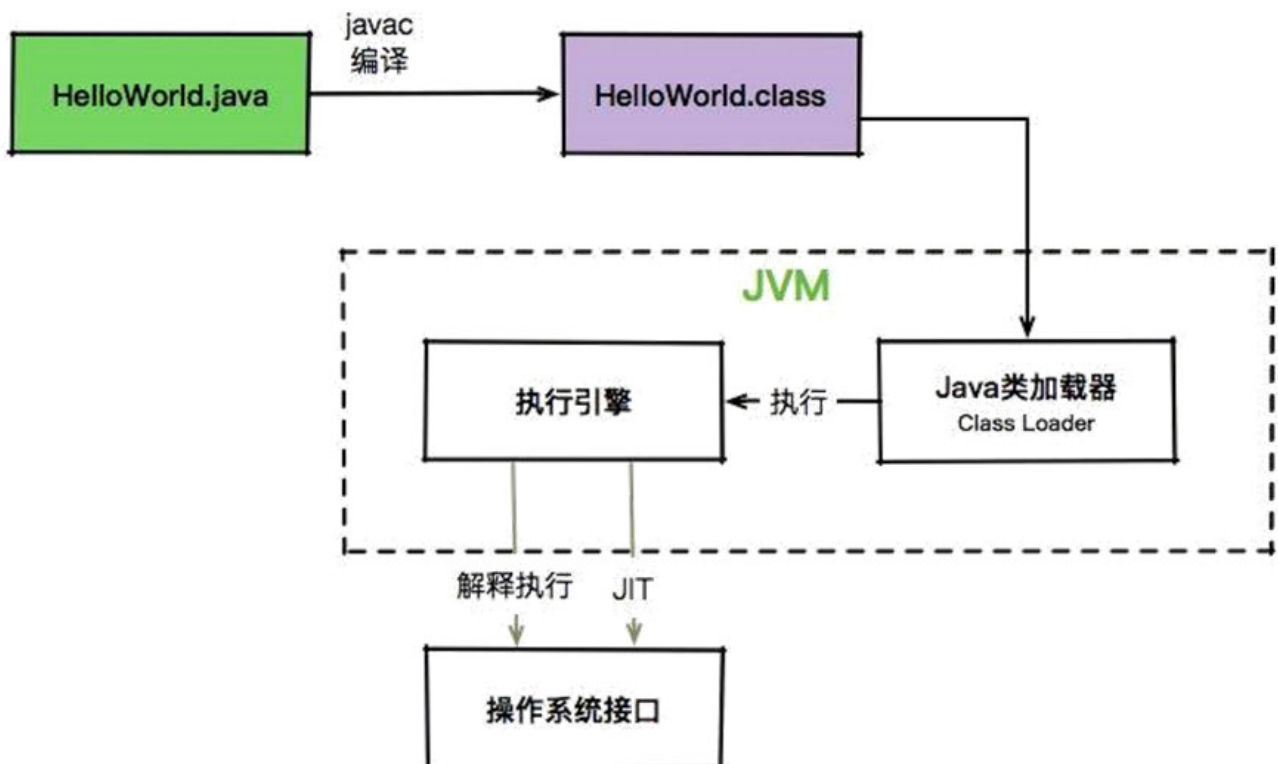 javac
编译
HelloWorld.java
HelloWorld.class
JVM
执行引擎
执行
Java类加载器
Class Loader
解释执行
JIT
操作系统接口